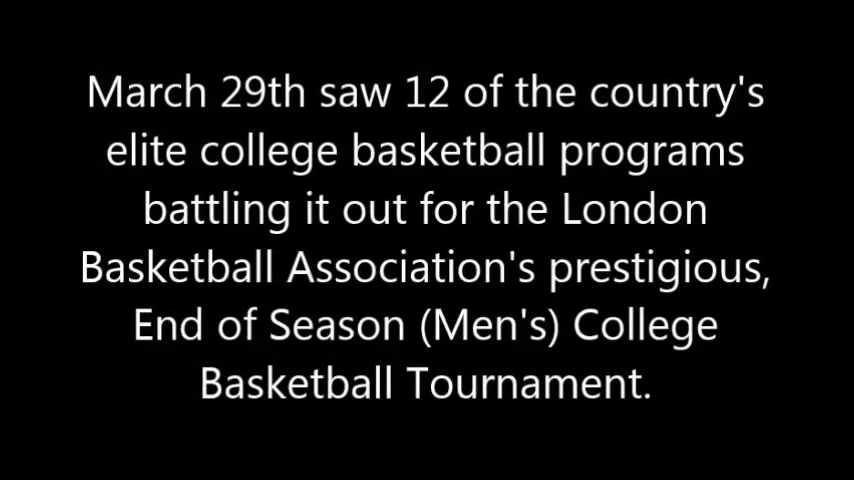 March 29th saw 12 of the country's
elite college basketball programs
battling it out for the London
Basketball Association's prestigious,
End of Season (Men's) College
Basketball Tournament.